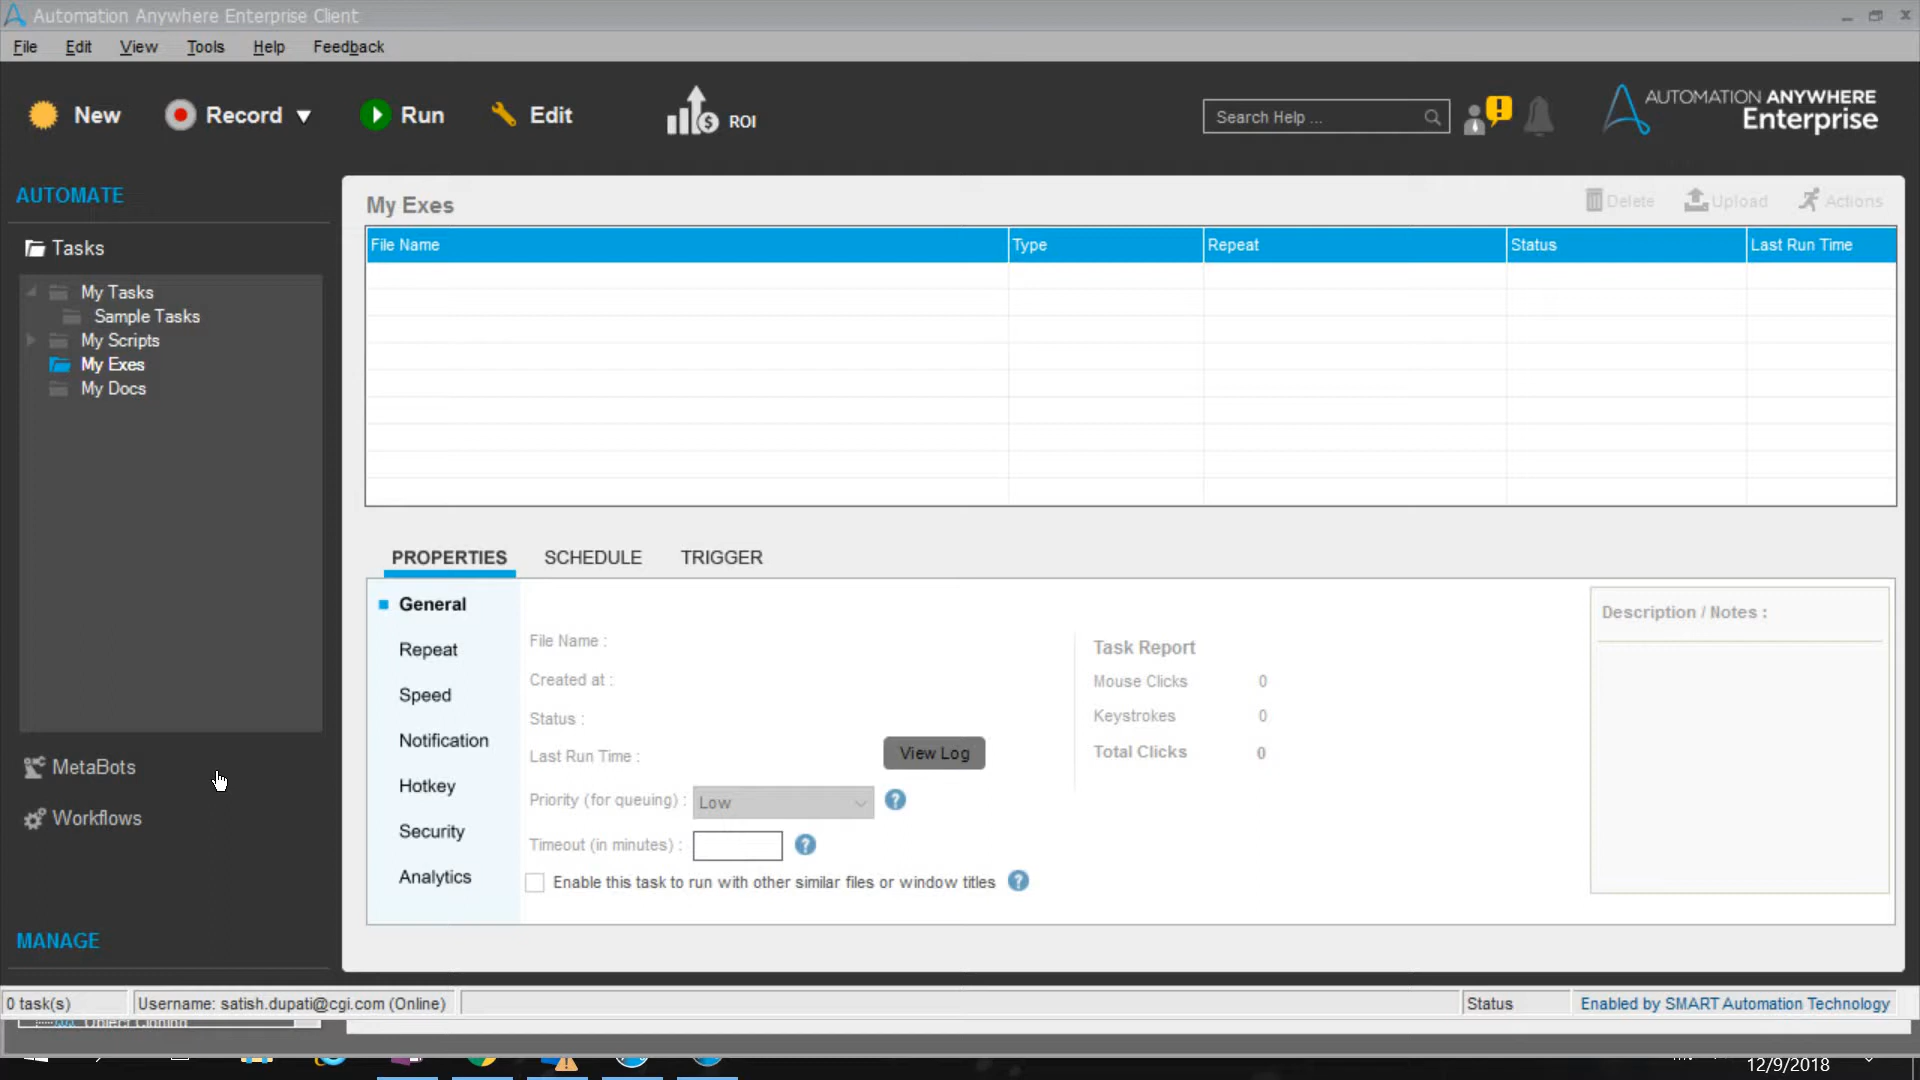 Automation Anywhere Enterprise Client
File Edit View Tools Help Feedback
New Record Run Edit ROI Search Help ... AUTOMATION ANYWHERE Enterprise
AUTOMATE
My Exes Delete Upload Actions
File Name Type Repeat Status Last Run Time
Tasks
My Tasks
Sample Tasks
My Scripts
My Exes
My Docs
PROPERTIES SCHEDULE TRIGGER
General
Repeat
Speed
Notification
Hotkey
Security
Analytics
File Name :
Created at :
Status :
Last Run Time : View Log
Priority (for queuing) : Low ?
Timeout (in minutes) : ?
Enable this task to run with other similar files or window titles ?
Task Report
Mouse Clicks 0
Keystrokes 0
Total Clicks 0
Description / Notes :
MetaBots
Workflows
MANAGE
0 task(s) Username: satish.dupati@cgi.com (Online) Status Enabled by SMART Automation Technology
Object Cloning
12/9/2018